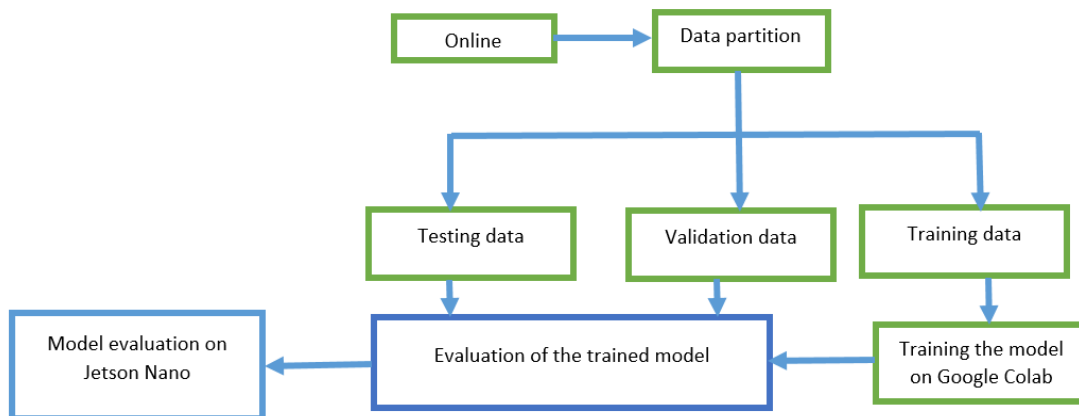 Online
Data partition
Testing data
Validation data
Training data
Model evaluation on
Jetson Nano
Evaluation of the trained model
Training the model
on Google Colab